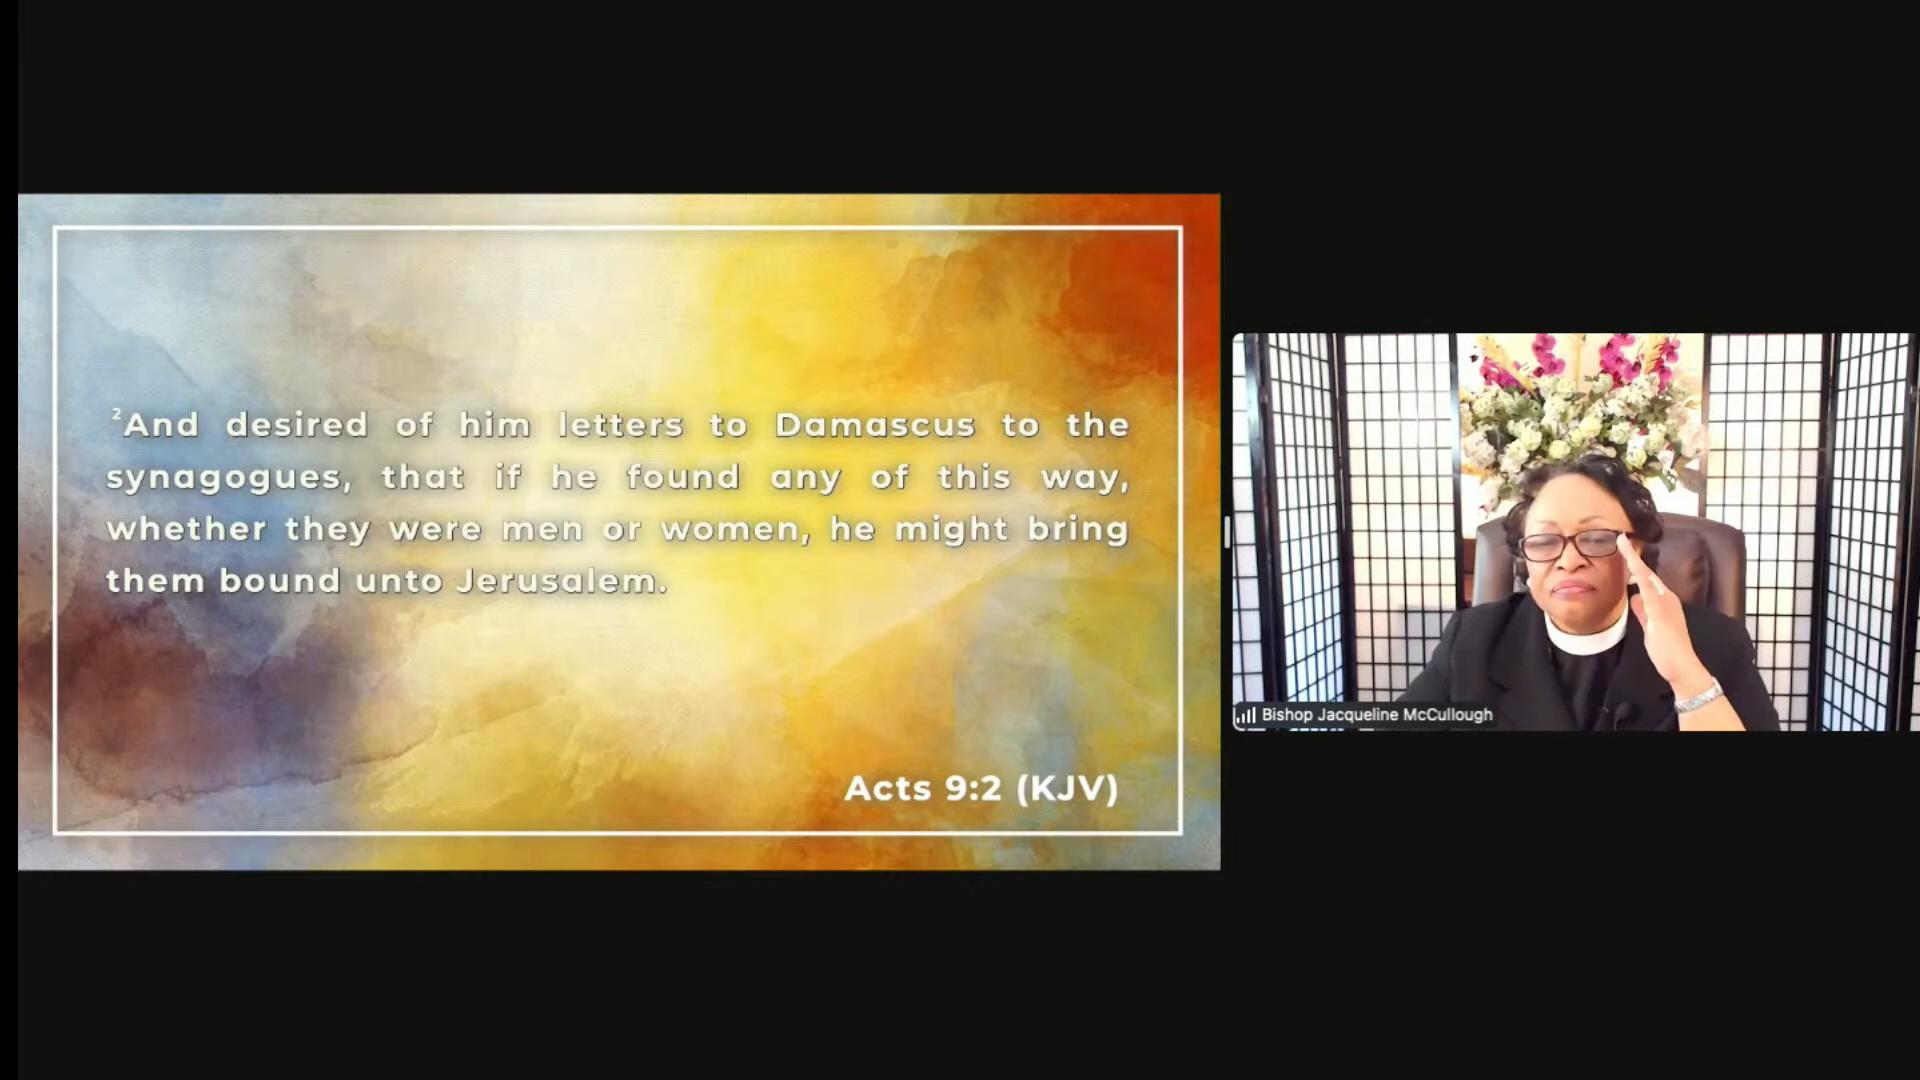 ²And desired of him letters to Damascus to the
synagogues, that if he found any of this way,
whether they were men or women, he might bring
them bound unto Jerusalem.
Acts 9:2 (KJV)
Bishop Jacqueline McCullough